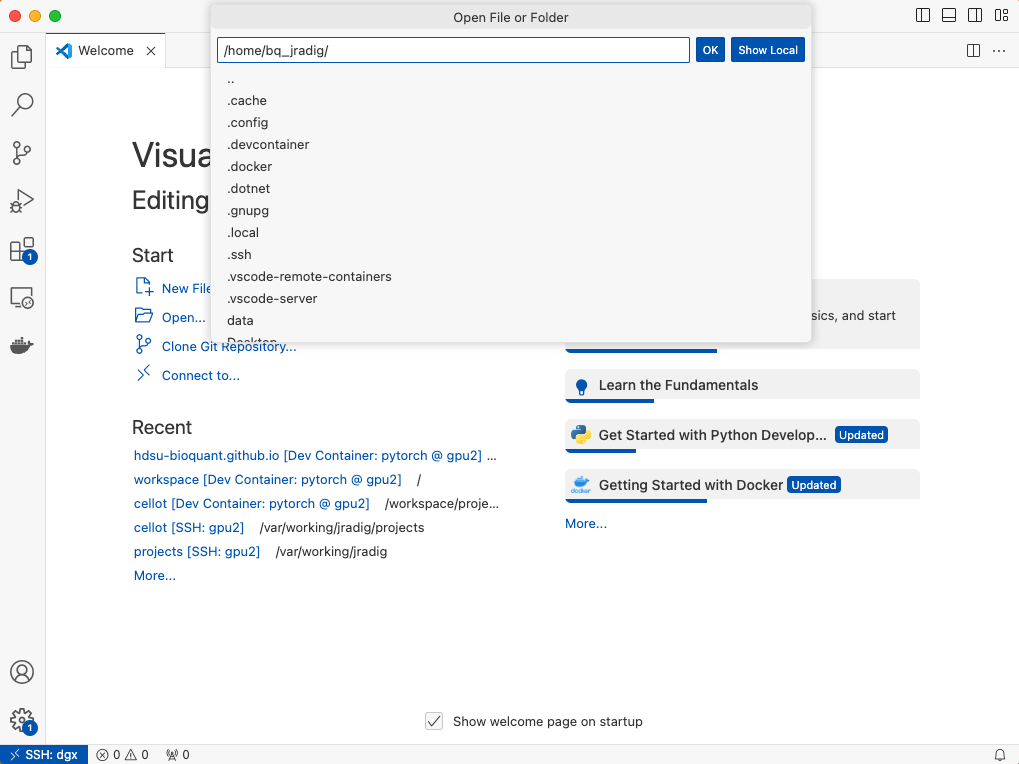 Open File or Folder
Welcome
/home/bq_jradig/
OK
Show Local
..
.cache
.config
.devcontainer
.docker
.dotnet
.gnupg
.local
.ssh
.vscode-remote-containers
.vscode-server
data
Desktop
Visua
Editing
Start
New File
Open...
Clone Git Repository...
Connect to...
Recent
hdsu-bioquant.github.io [Dev Container: pytorch @ gpu2] ...
workspace [Dev Container: pytorch @ gpu2] /
cellot [Dev Container: pytorch @ gpu2] /workspace/proje...
cellot [SSH: gpu2] /var/working/jradig/projects
projects [SSH: gpu2] /var/working/jradig
More...
sics, and start
Learn the Fundamentals
Get Started with Python Develop... Updated
docker
Getting Started with Docker Updated
More...
1
1
Show welcome page on startup
SSH: dgx
0
0
0